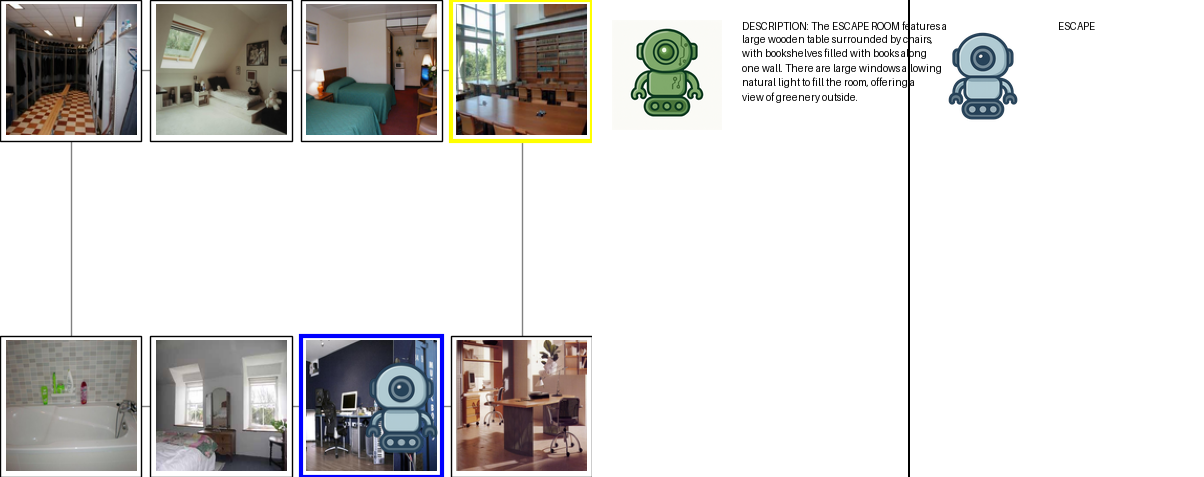 DESCRIPTION: The ESCAPE ROOM features a
large wooden table surrounded by chairs,
with bookshelves filled with books along
one wall. There are large windows allowing
natural light to fill the room, offering a
view of greenery outside.
ESCAPE